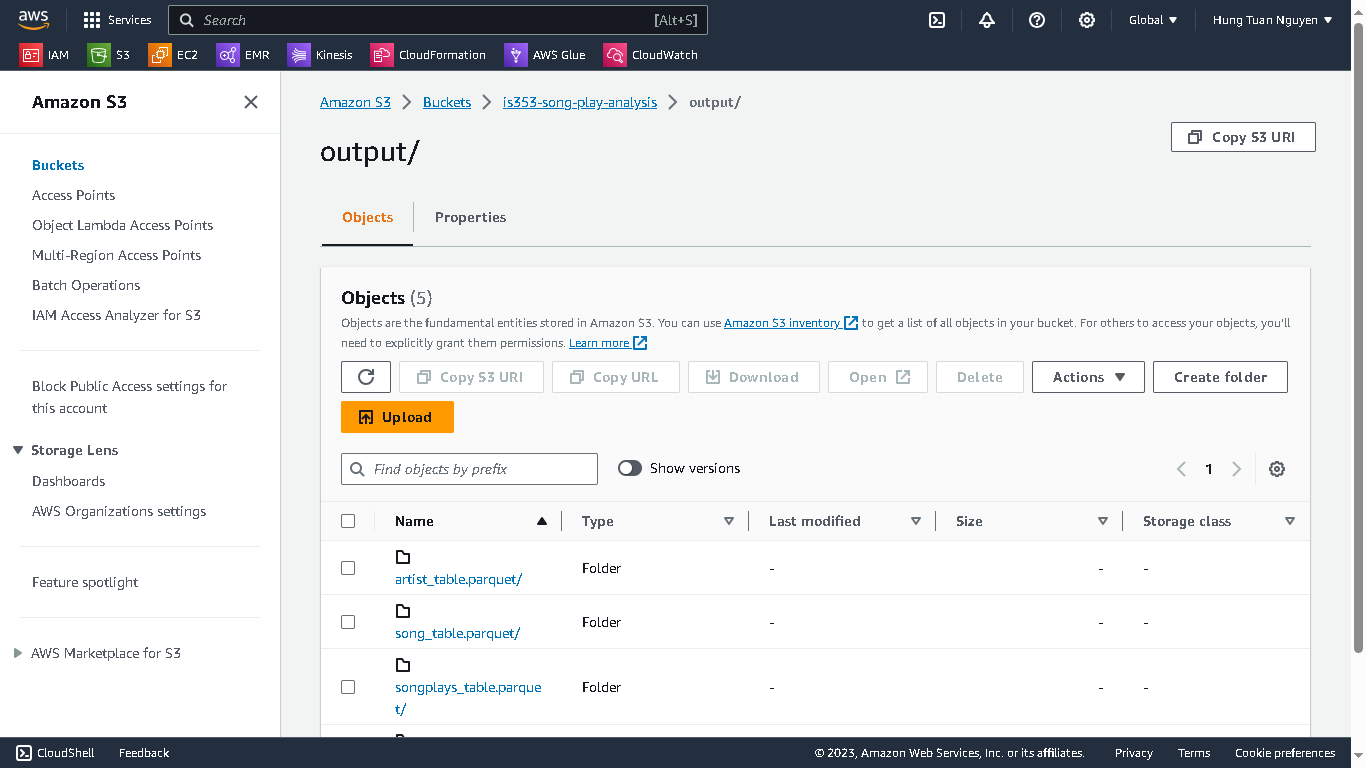 aws Services Search [Alt+S] Global Hung Tuan Nguyen
IAM S3 EC2 EMR Kinesis CloudFormation AWS Glue CloudWatch
Amazon S3
Buckets
Access Points
Object Lambda Access Points
Multi-Region Access Points
Batch Operations
IAM Access Analyzer for S3
Block Public Access settings for
this account
Storage Lens
Dashboards
AWS Organizations settings
Feature spotlight
AWS Marketplace for S3
Amazon S3 Buckets is353-song-play-analysis output/
output/
Copy S3 URI
Objects Properties
Objects (5)
Objects are the fundamental entities stored in Amazon S3. You can use Amazon S3 inventory to get a list of all objects in your bucket. For others to access your objects, you'll
need to explicitly grant them permissions. Learn more
Copy S3 URI Copy URL Download Open Delete Actions Create folder
Upload
Find objects by prefix Show versions 1
Name Type Last modified Size Storage class
artist_table.parquet/ Folder - - -
song_table.parquet/ Folder - - -
songplays_table.parque Folder - - -
t/
CloudShell Feedback © 2023, Amazon Web Services, Inc. or its affiliates. Privacy Terms Cookie preferences